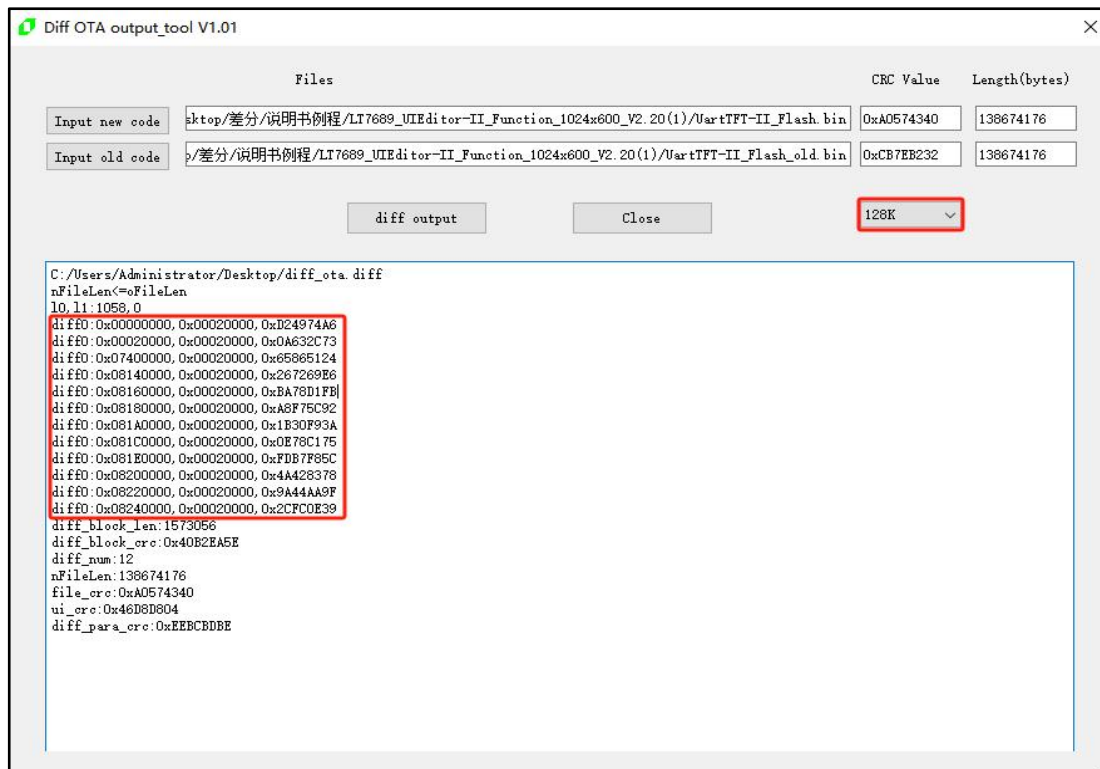 Diff OTA output_tool V1.01
Files CRC Value Length(bytes)
Input new code sktop/差分/说明书例程/LT7689_UIEditor-II_Function_1024x600_V2.20(1)/UartTFT-II_Flash.bin 0xA0574340 138674176
Input old code p/差分/说明书例程/LT7689_UIEditor-II_Function_1024x600_V2.20(1)/UartTFT-II_Flash_old.bin 0xCB7EB232 138674176
diff output Close 128K
C:/Users/Administrator/Desktop/diff_ota.diff
nFileLen<=oFileLen
l0,l1:1058,0
diff0:0x00000000,0x00020000,0xD24974A6
diff0:0x00020000,0x00020000,0x0A632C73
diff0:0x07400000,0x00020000,0x65865124
diff0:0x08140000,0x00020000,0x267269E6
diff0:0x08160000,0x00020000,0xBA78D1FB
diff0:0x08180000,0x00020000,0xA8F75C92
diff0:0x081A0000,0x00020000,0x1B30F93A
diff0:0x081C0000,0x00020000,0x0E78C175
diff0:0x081E0000,0x00020000,0xFDB7F85C
diff0:0x08200000,0x00020000,0x4A428378
diff0:0x08220000,0x00020000,0x9A44AA9F
diff0:0x08240000,0x00020000,0x2CFC0E39
diff_block_len:1573056
diff_block_crc:0x40B2EA5E
diff_num:12
nFileLen:138674176
file_crc:0xA0574340
ui_crc:0x46D8D804
diff_para_crc:0xEEBCBDBE